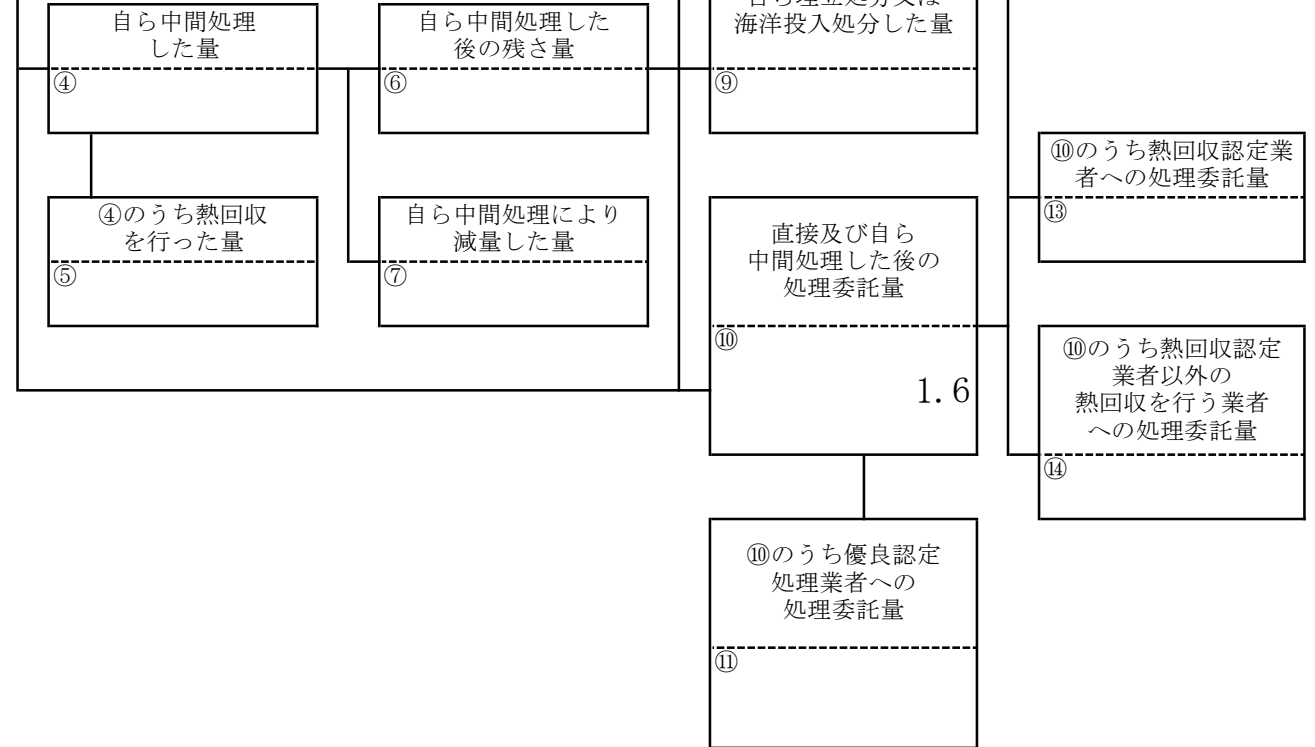 自ら中間処理
した量
④
自ら中間処理した
後の残さ量
⑥
自ら埋立処分又は
海洋投入処分した量
⑨
⑩のうち熱回収認定業
者への処理委託量
⑬
④のうち熱回収
を行った量
⑤
自ら中間処理により
減量した量
⑦
直接及び自ら
中間処理した後の
処理委託量
⑩
1.6
⑩のうち熱回収認定
業者以外の
熱回収を行う業者
への処理委託量
⑭
⑩のうち優良認定
処理業者への
処理委託量
⑪